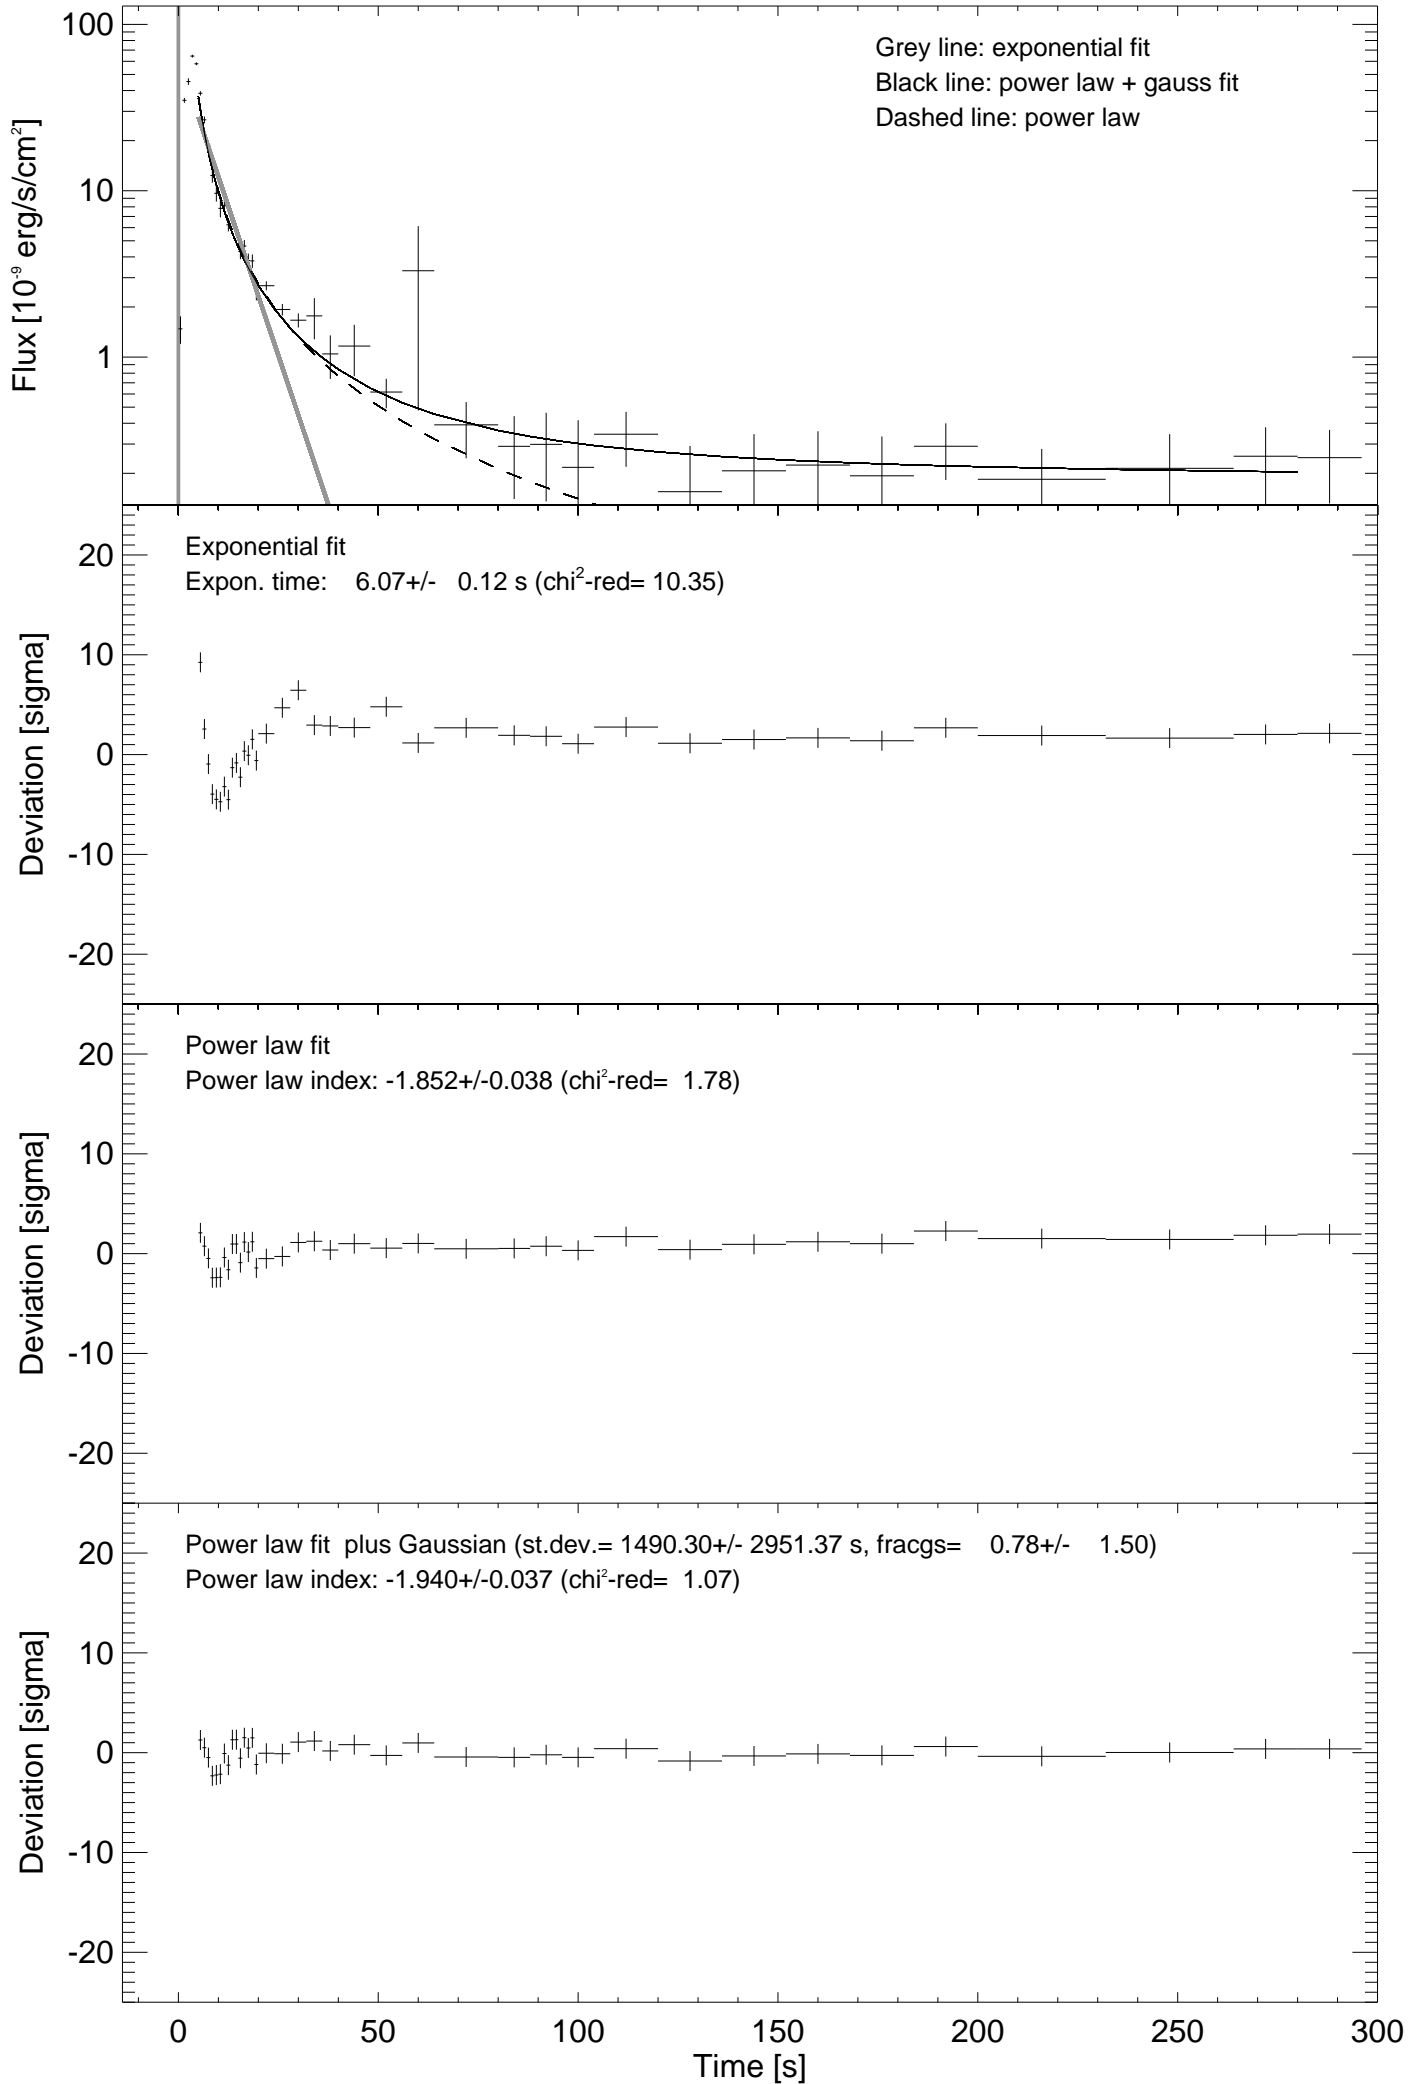 Grey line: exponential fit
Black line: power law + gauss fit
Dashed line: power law
100
10
1
Flux [10⁻⁹ erg/s/cm²]
Exponential fit
Expon. time: 6.07+/- 0.12 s (chi²-red= 10.35)
20
10
0
-10
-20
Deviation [sigma]
Power law fit
Power law index: -1.852+/-0.038 (chi²-red= 1.78)
20
10
0
-10
-20
Deviation [sigma]
Power law fit plus Gaussian (st.dev.= 1490.30+/- 2951.37 s, fracgs= 0.78+/- 1.50)
Power law index: -1.940+/-0.037 (chi²-red= 1.07)
20
10
0
-10
-20
Deviation [sigma]
0 50 100 150 200 250 300
Time [s]